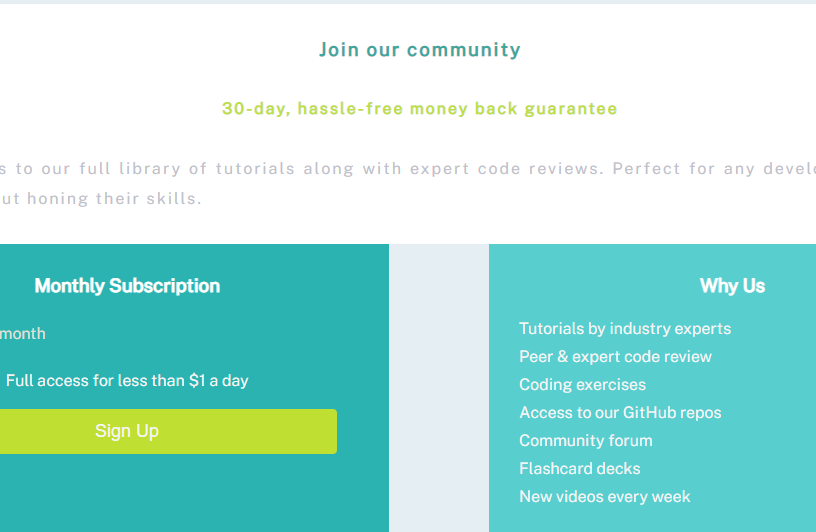 Join our community
30-day, hassle-free money back guarantee
to our full library of tutorials along with expert code reviews. Perfect for any
honing their skills.
Monthly Subscription
month
Full access for less than $1 a day
Sign Up
Why Us
Tutorials by industry experts
Peer & expert code review
Coding exercises
Access to our GitHub repos
Community forum
Flashcard decks
New videos every week